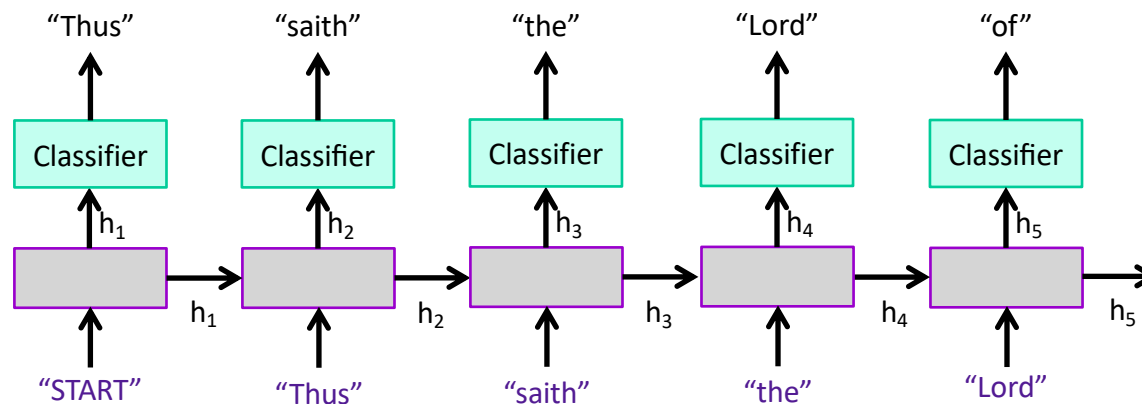 “Thus” “saith” “the” “Lord” “of”
Classifier Classifier Classifier Classifier Classifier
h₁ h₂ h₃ h₄ h₅
h₁ h₂ h₃ h₄ h₅
“START” “Thus” “saith” “the” “Lord”